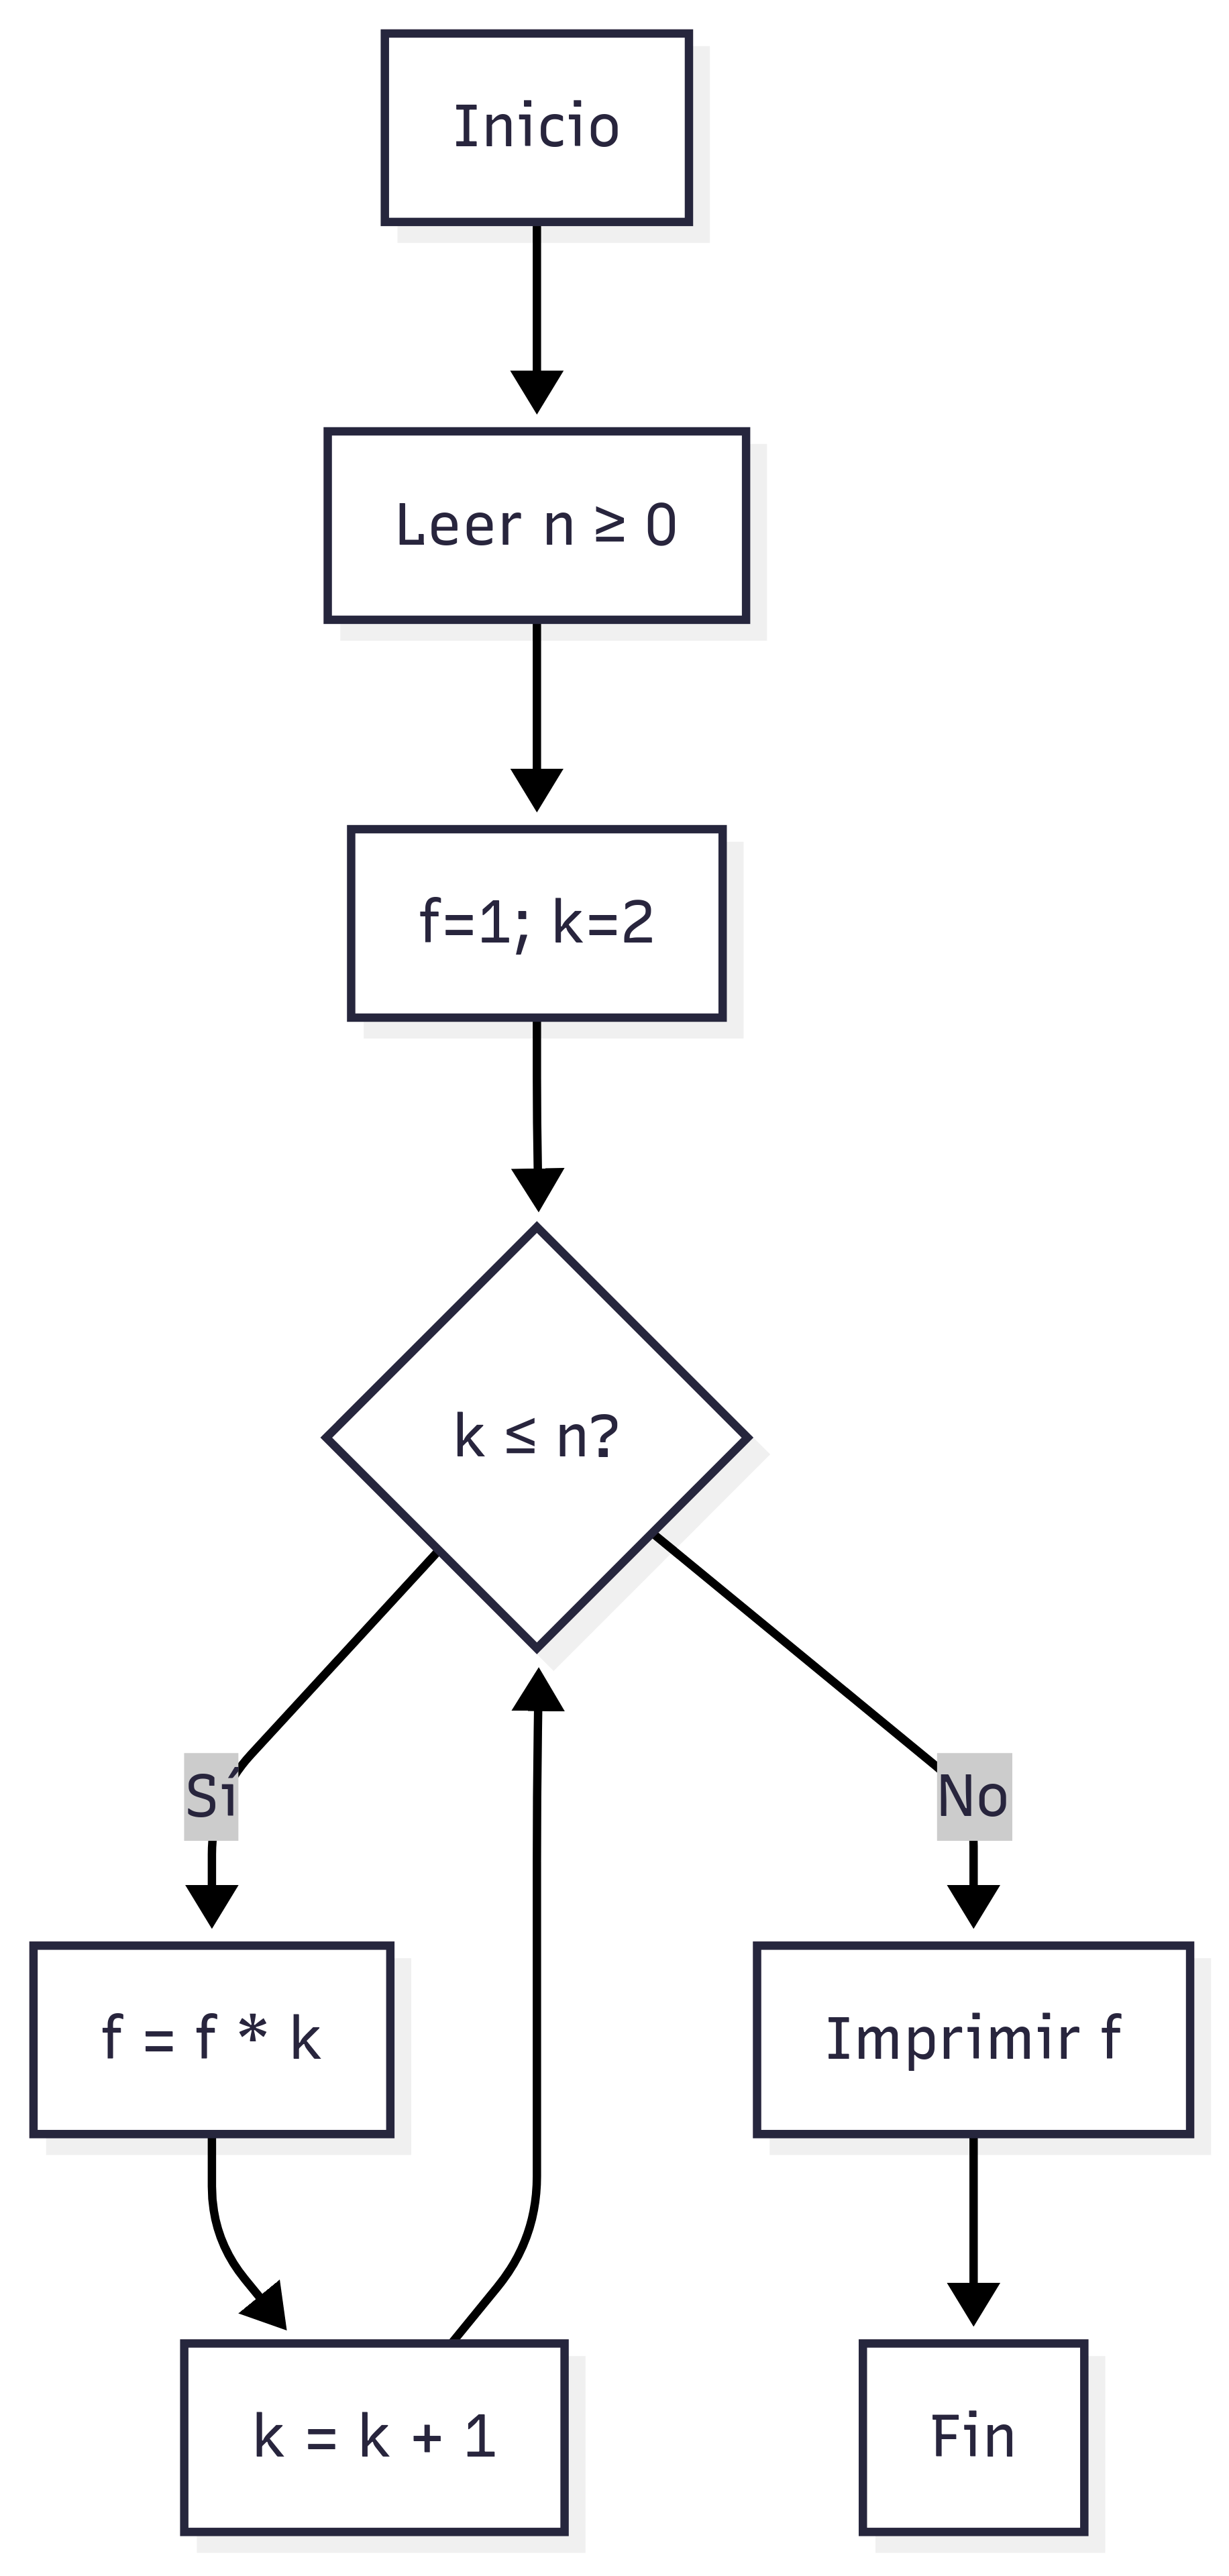 Inicio
Leer n ≥ 0
f=1; k=2
k ≤ n?
Sí
No
f = f * k
Imprimir f
k = k + 1
Fin